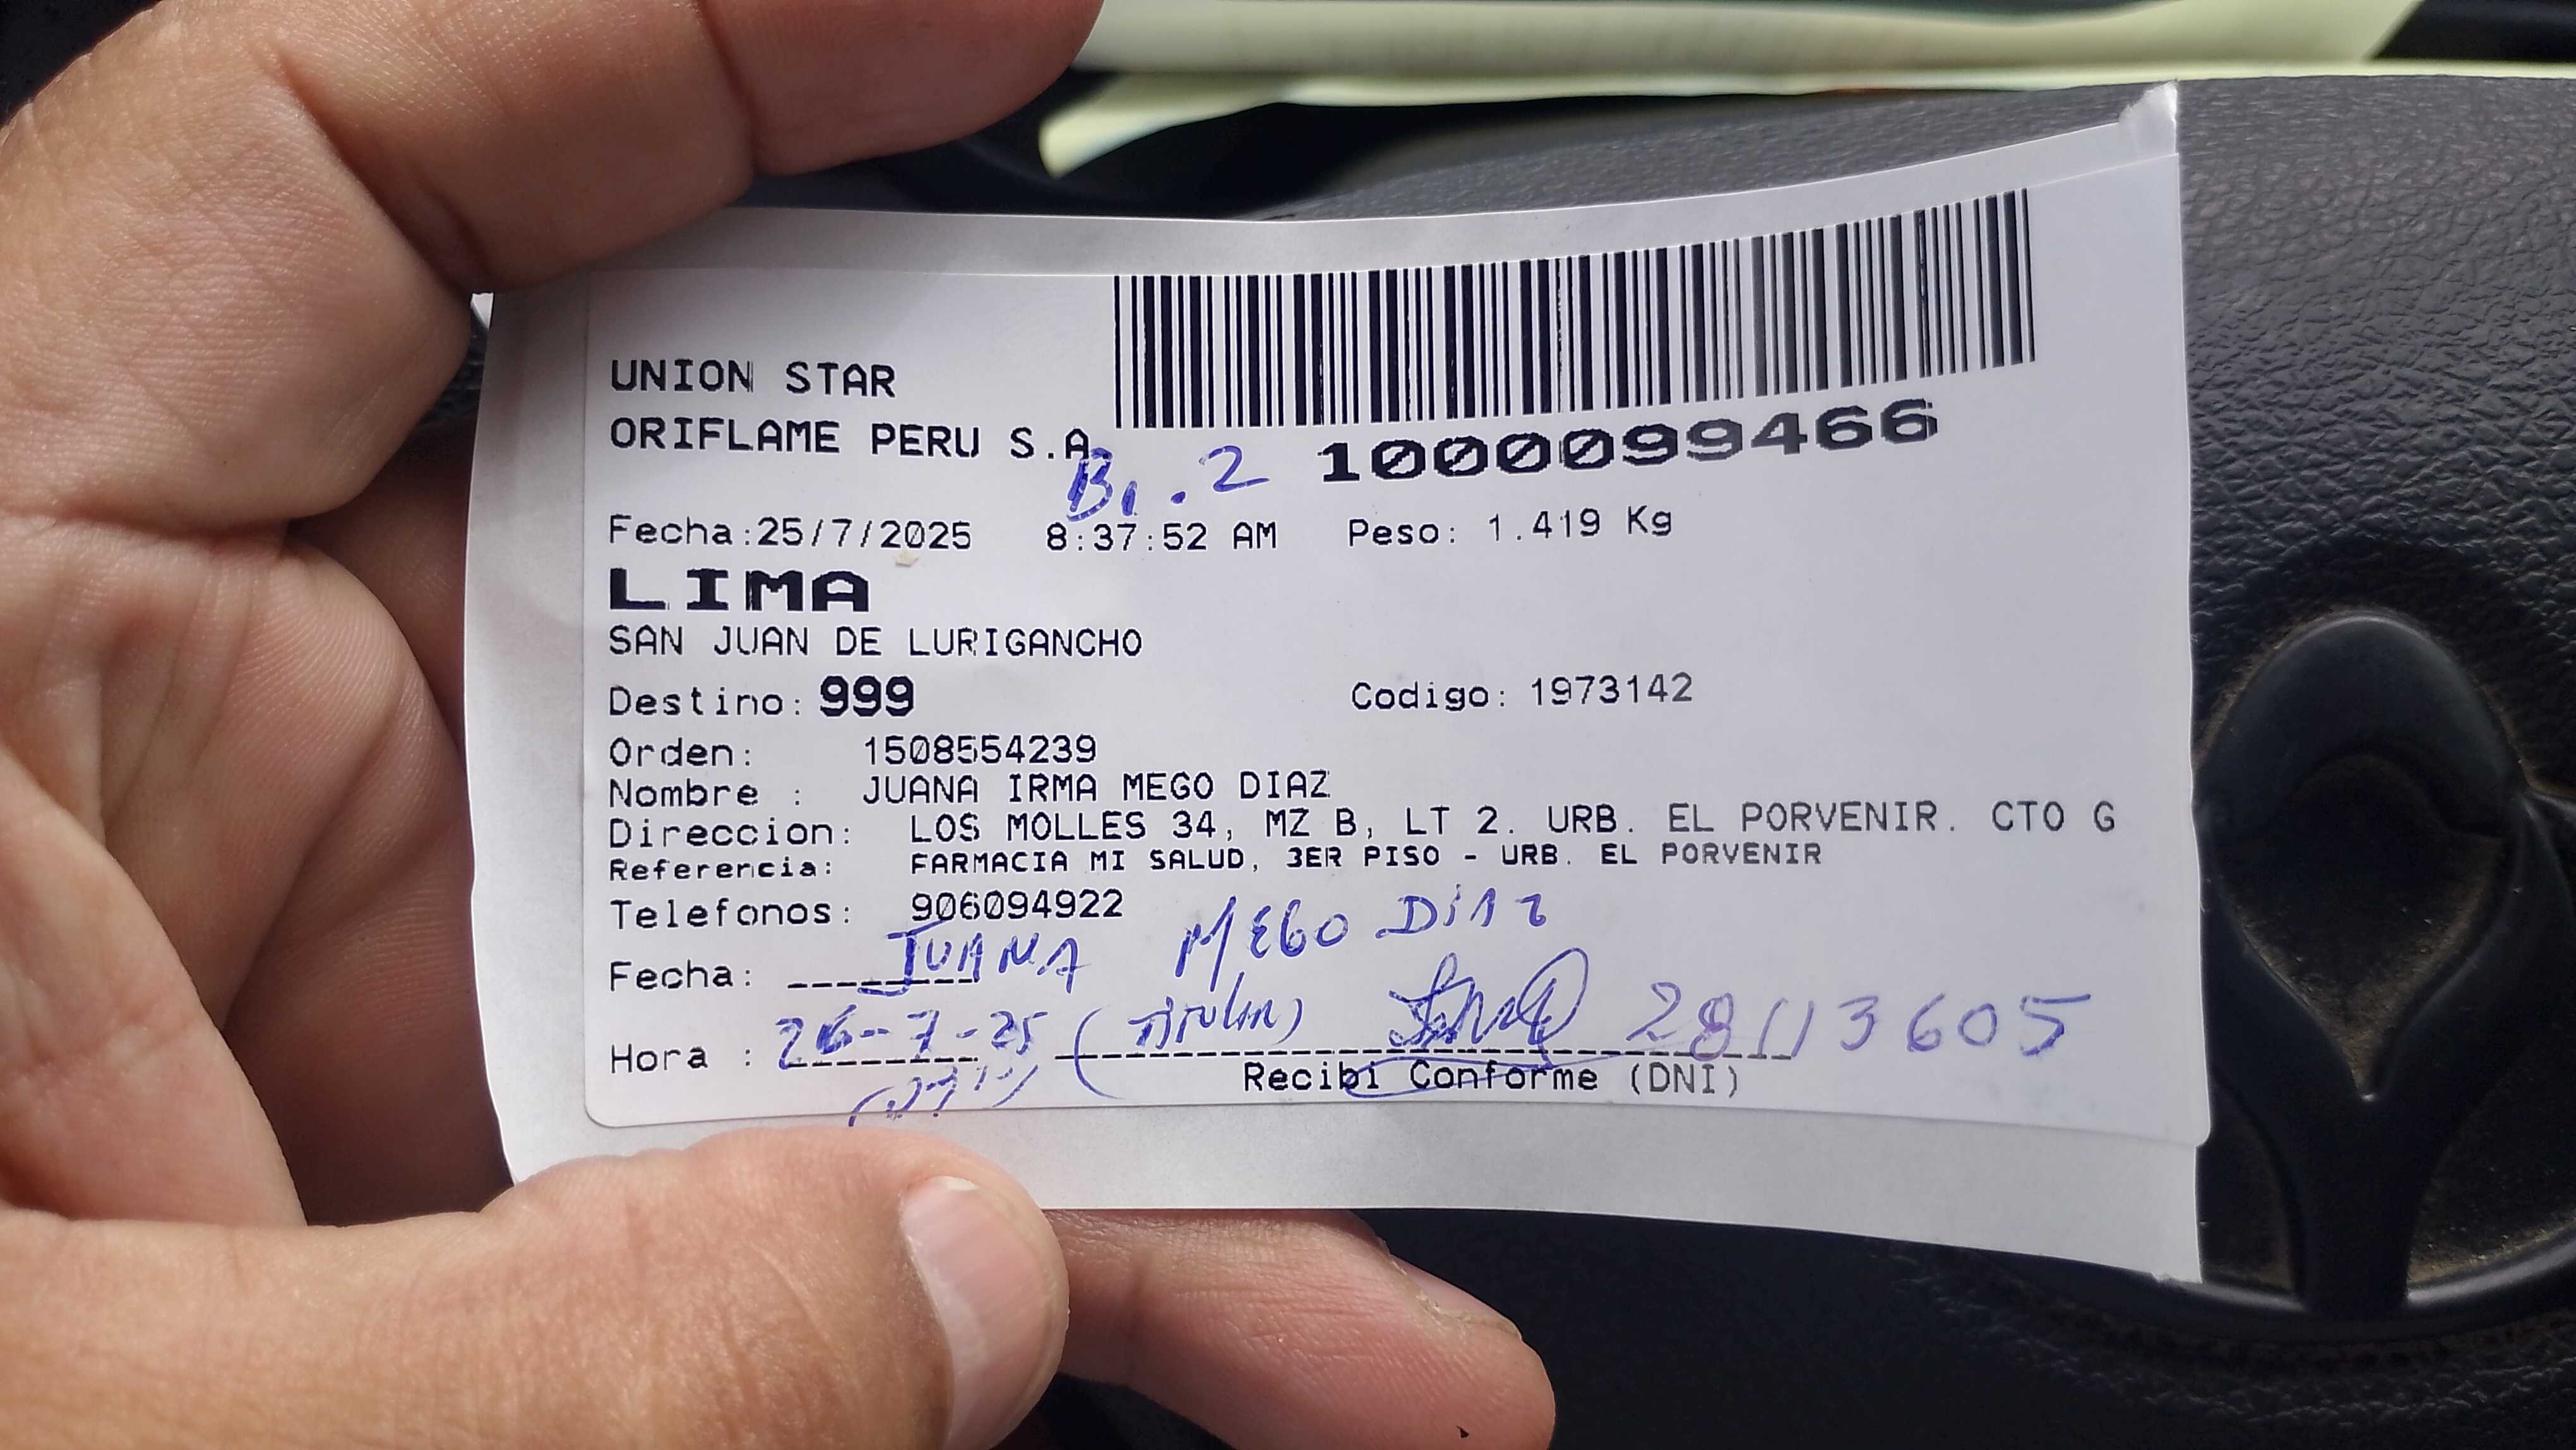 UNION STAR
ORIFLAME PERU S.A.
B1.2 1000099466
Fecha:25/7/2025 8:37:52 AM Peso: 1.419 Kg
LIMA
SAN JUAN DE LURIGANCHO
Destino: 999 Codigo: 1973142
Orden: 1508554239
Nombre : JUANA IRMA MEGO DIAZ
Direccion: LOS MOLLES 34, MZ B, LT 2. URB. EL PORVENIR. CTO G
Referencia: FARMACIA MI SALUD, 3ER PISO - URB. EL PORVENIR
Telefonos: 906094922
Fecha: JUANA MEGO DIAZ
Hora : 26-7-25 (TITULAR) 28113605
Recibi Conforme (DNI)